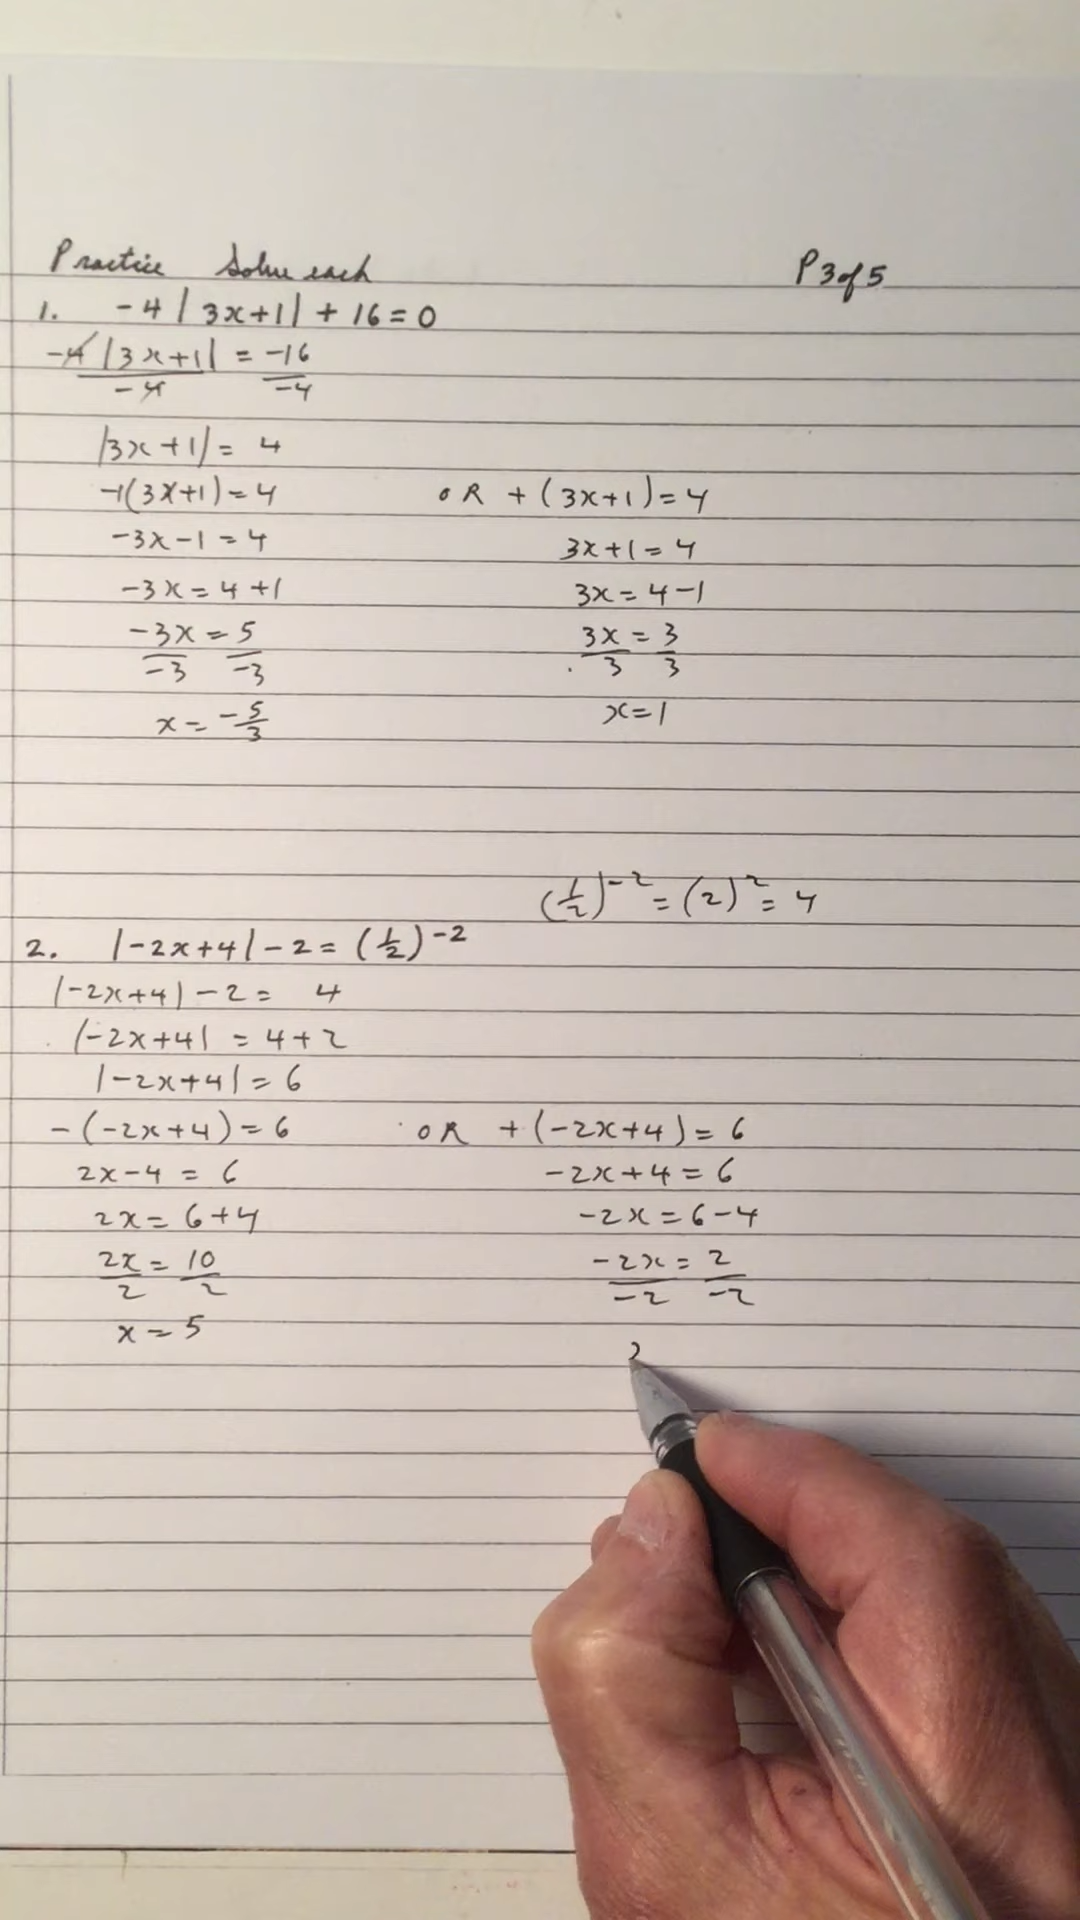 Practice Solve each P 3 of 5
1. -4|3x+1| + 16 = 0
-4|3x+1| = -16
-4 -4
|3x+1| = 4
-1(3x+1) = 4 OR +(3x+1) = 4
-3x-1 = 4 3x+1 = 4
-3x = 4+1 3x = 4-1
-3x = 5 3x = 3
-3 -3 3 3
x = -5/3 x = 1
(1/2)^-2 = (2)^2 = 4
2. |-2x+4| - 2 = (1/2)^-2
|-2x+4| - 2 = 4
|-2x+4| = 4+2
|-2x+4| = 6
-(-2x+4) = 6 OR +(-2x+4) = 6
2x-4 = 6 -2x+4 = 6
2x = 6+4 -2x = 6-4
2x = 10 -2x = 2
2 2 -2 -2
x = 5